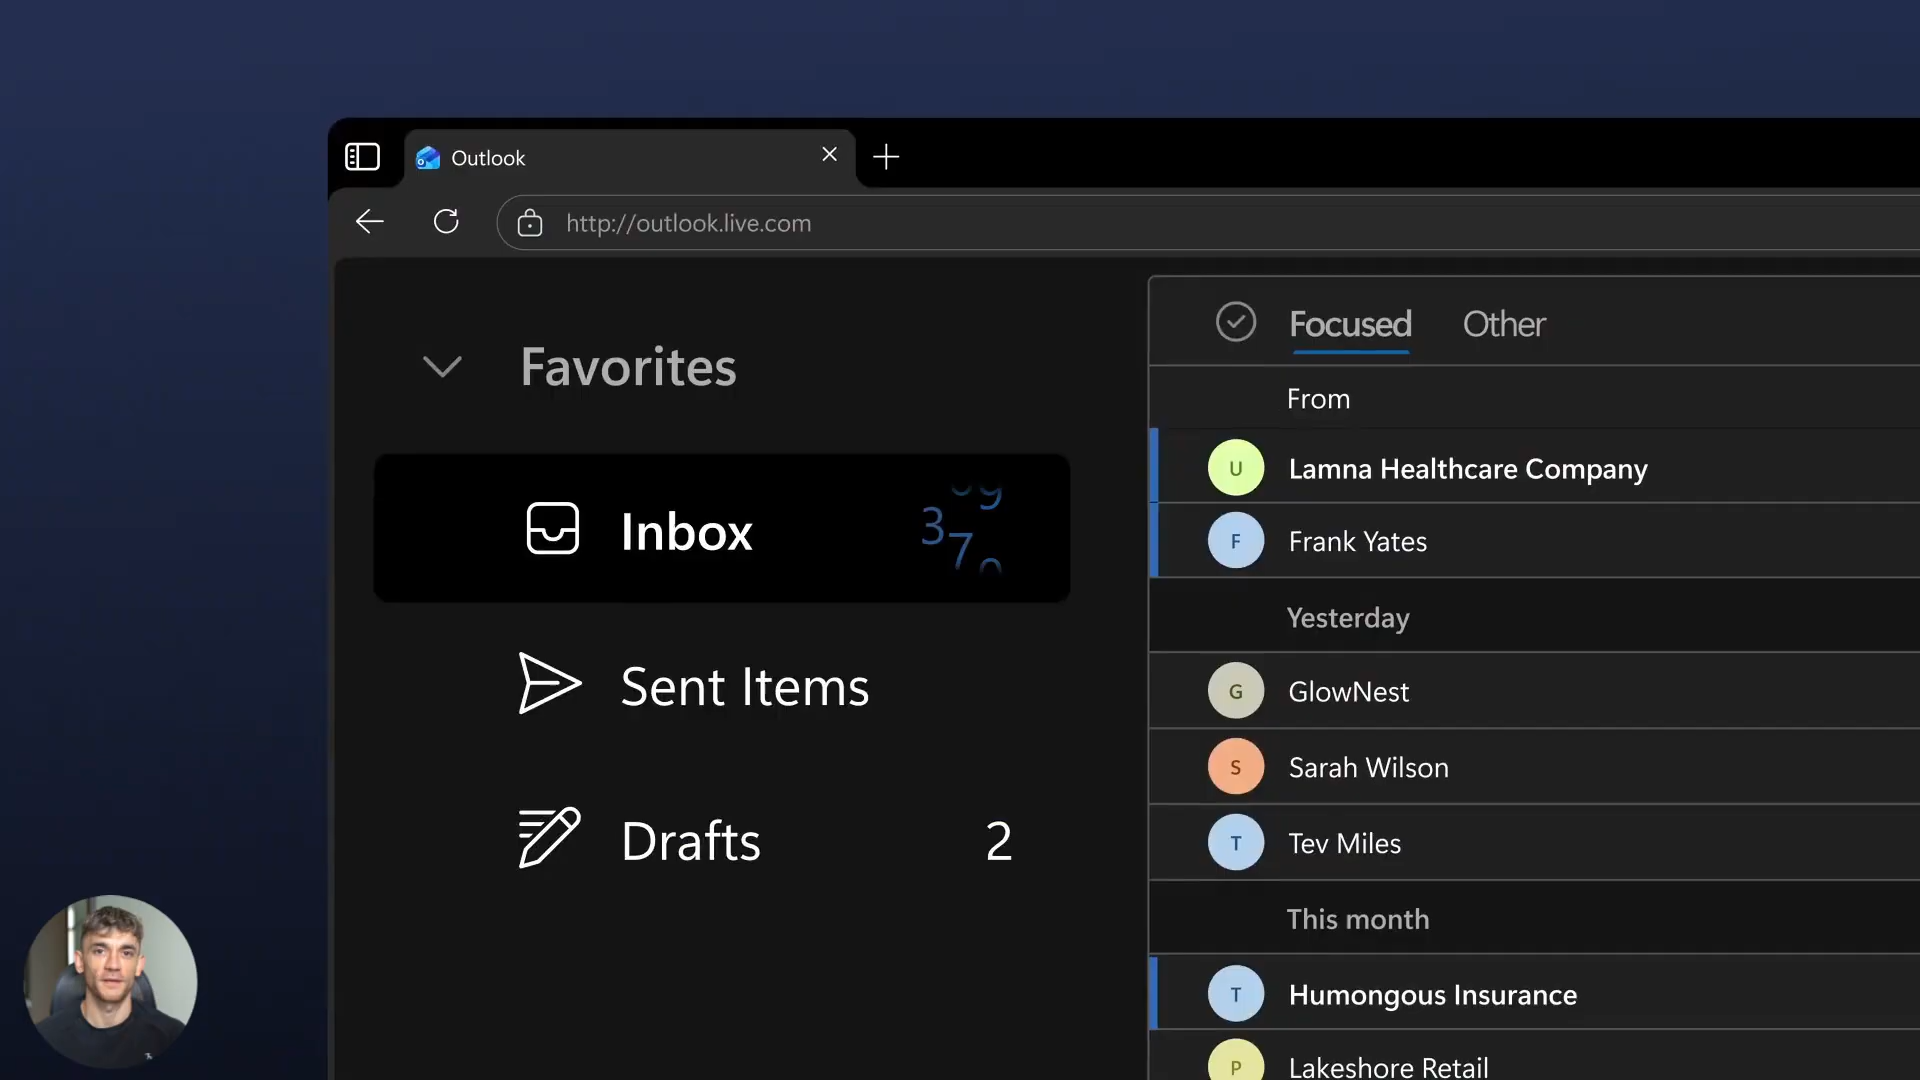 Outlook
http://outlook.live.com
Favorites
Inbox
Sent Items
Drafts 2
Focused Other
From
U Lamna Healthcare Company
F Frank Yates
Yesterday
G GlowNest
S Sarah Wilson
T Tev Miles
This month
T Humongous Insurance
P Lakeshore Retail